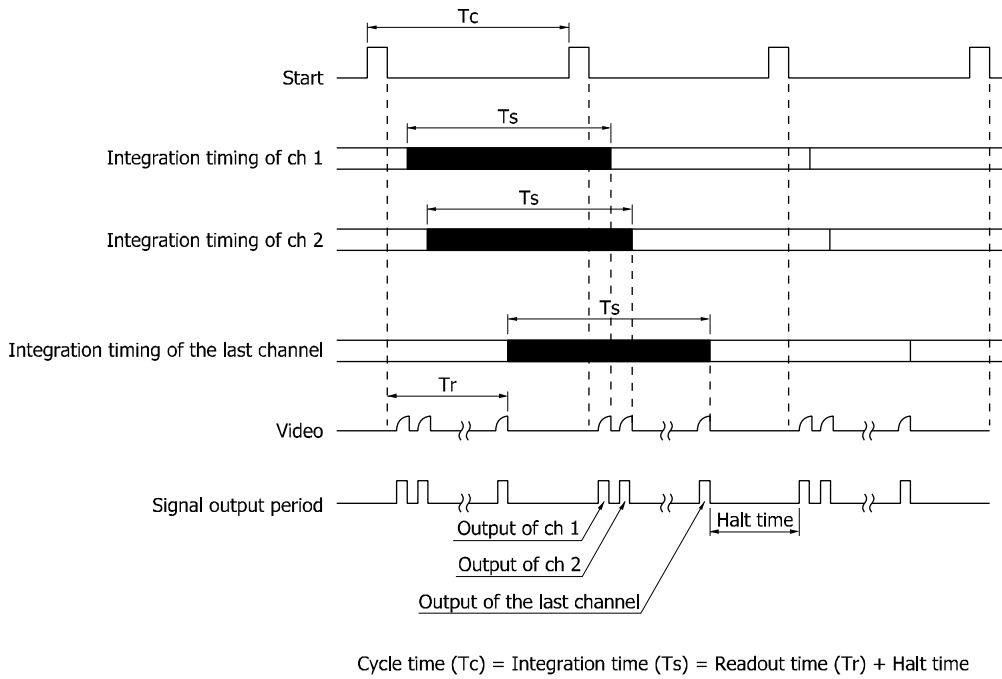 Tc
Start
Ts
Integration timing of ch 1
Ts
Integration timing of ch 2
Ts
Integration timing of the last channel
Tr
Video
Signal output period
Output of ch 1
Halt time
Output of ch 2
Output of the last channel
Cycle time (Tc) = Integration time (Ts) = Readout time (Tr) + Halt time